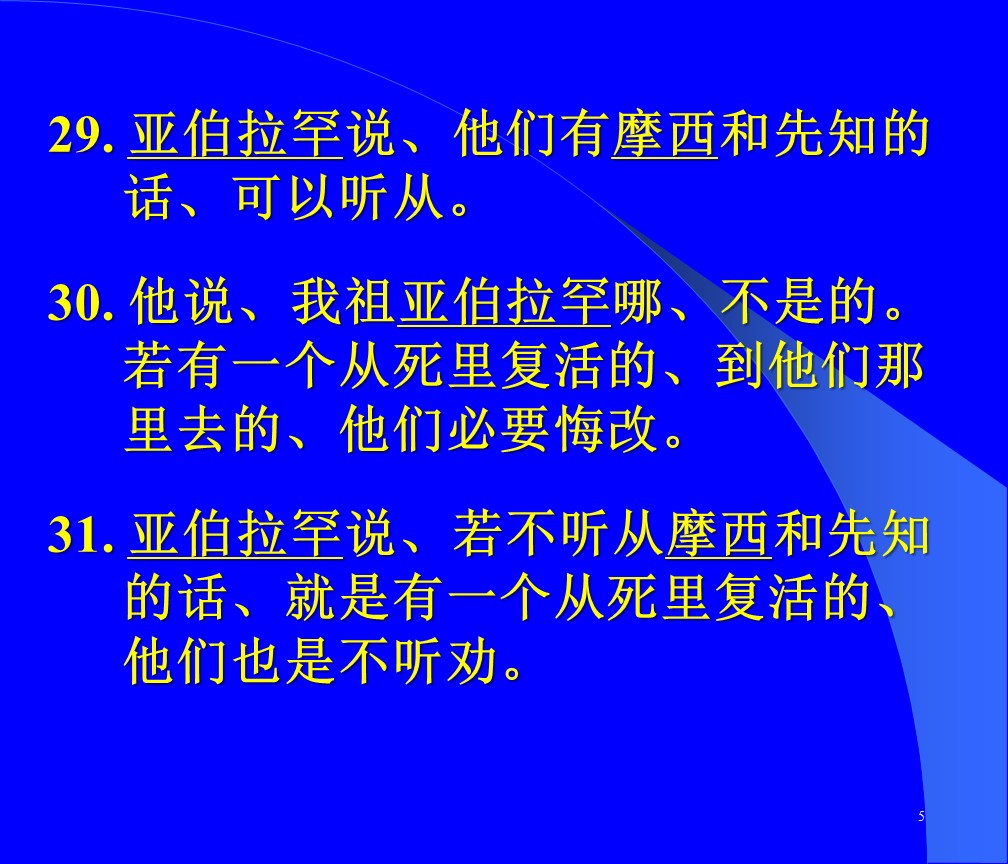 29. 亚伯拉罕说、他们有摩西和先知的
话、可以听从。
30. 他说、我祖亚伯拉罕哪、不是的。
若有一个从死里复活的、到他们那
里去的、他们必要悔改。
31. 亚伯拉罕说、若不听从摩西和先知
的话、就是有一个从死里复活的、
他们也是不听劝。
5